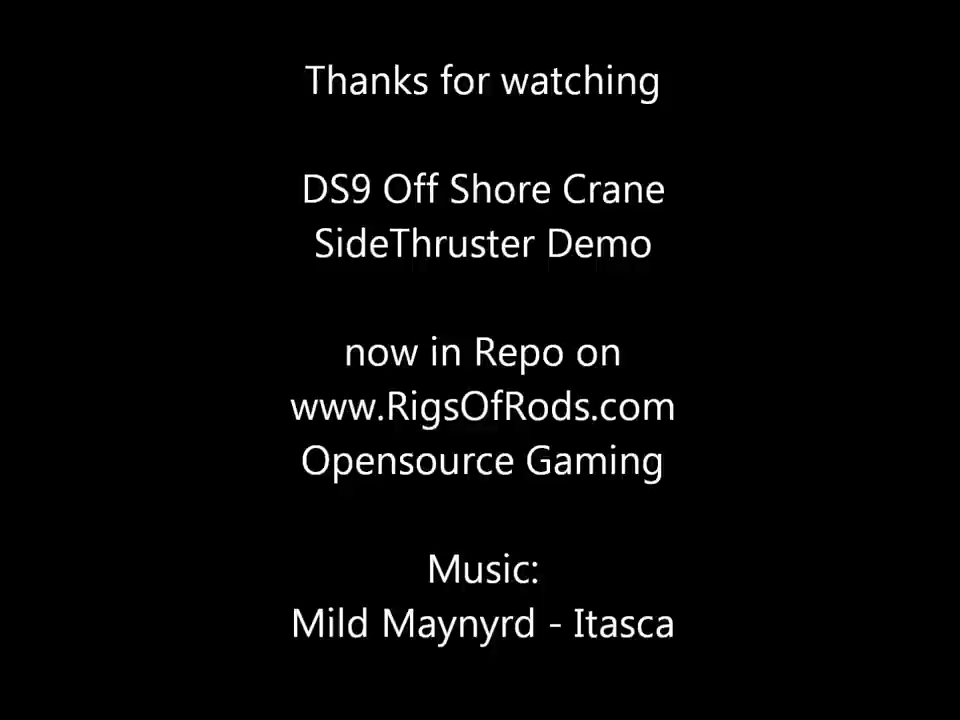 Thanks for watching
DS9 Off Shore Crane
SideThruster Demo
now in Repo on
www.RigsOfRods.com
Opensource Gaming
Music:
Mild Maynyrd - Itasca